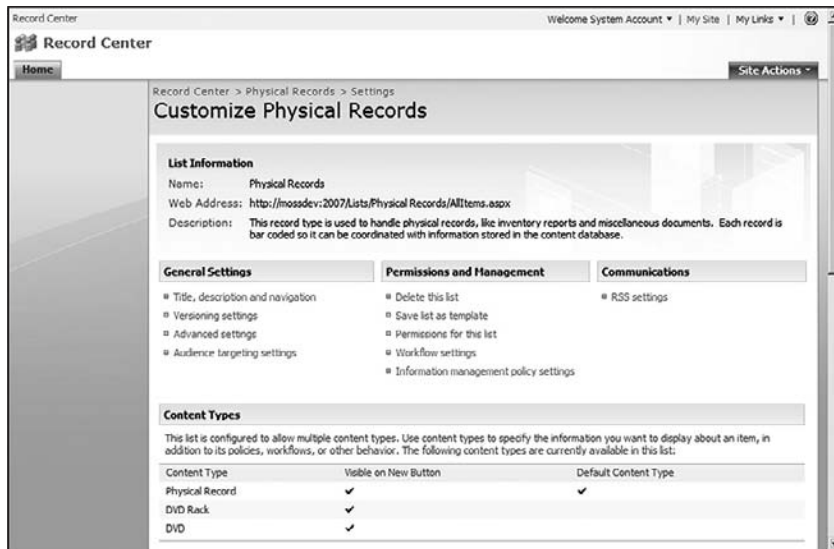 Record Center
Welcome System Account | My Site | My Links |
Record Center
Home
Site Actions
Record Center > Physical Records > Settings
Customize Physical Records
List Information
Name: Physical Records
Web Address: http://mossdev:2007/Lists/Physical Records/AllItems.aspx
Description: This record type is used to handle physical records, like inventory reports and miscellaneous documents. Each record is
bar coded so it can be coordinated with information stored in the content database.
General Settings
Permissions and Management
Communications
Title, description and navigation
Delete this list
RSS settings
Versioning settings
Save list as template
Advanced settings
Permissions for this list
Audience targeting settings
Workflow settings
Information management policy settings
Content Types
This list is configured to allow multiple content types. Use content types to specify the information you want to display about an item, in
addition to its policies, workflows, or other behavior. The following content types are currently available in this list:
Content Type Visible on New Button Default Content Type
Physical Record ✔ ✔
DVD Rack ✔
DVD ✔